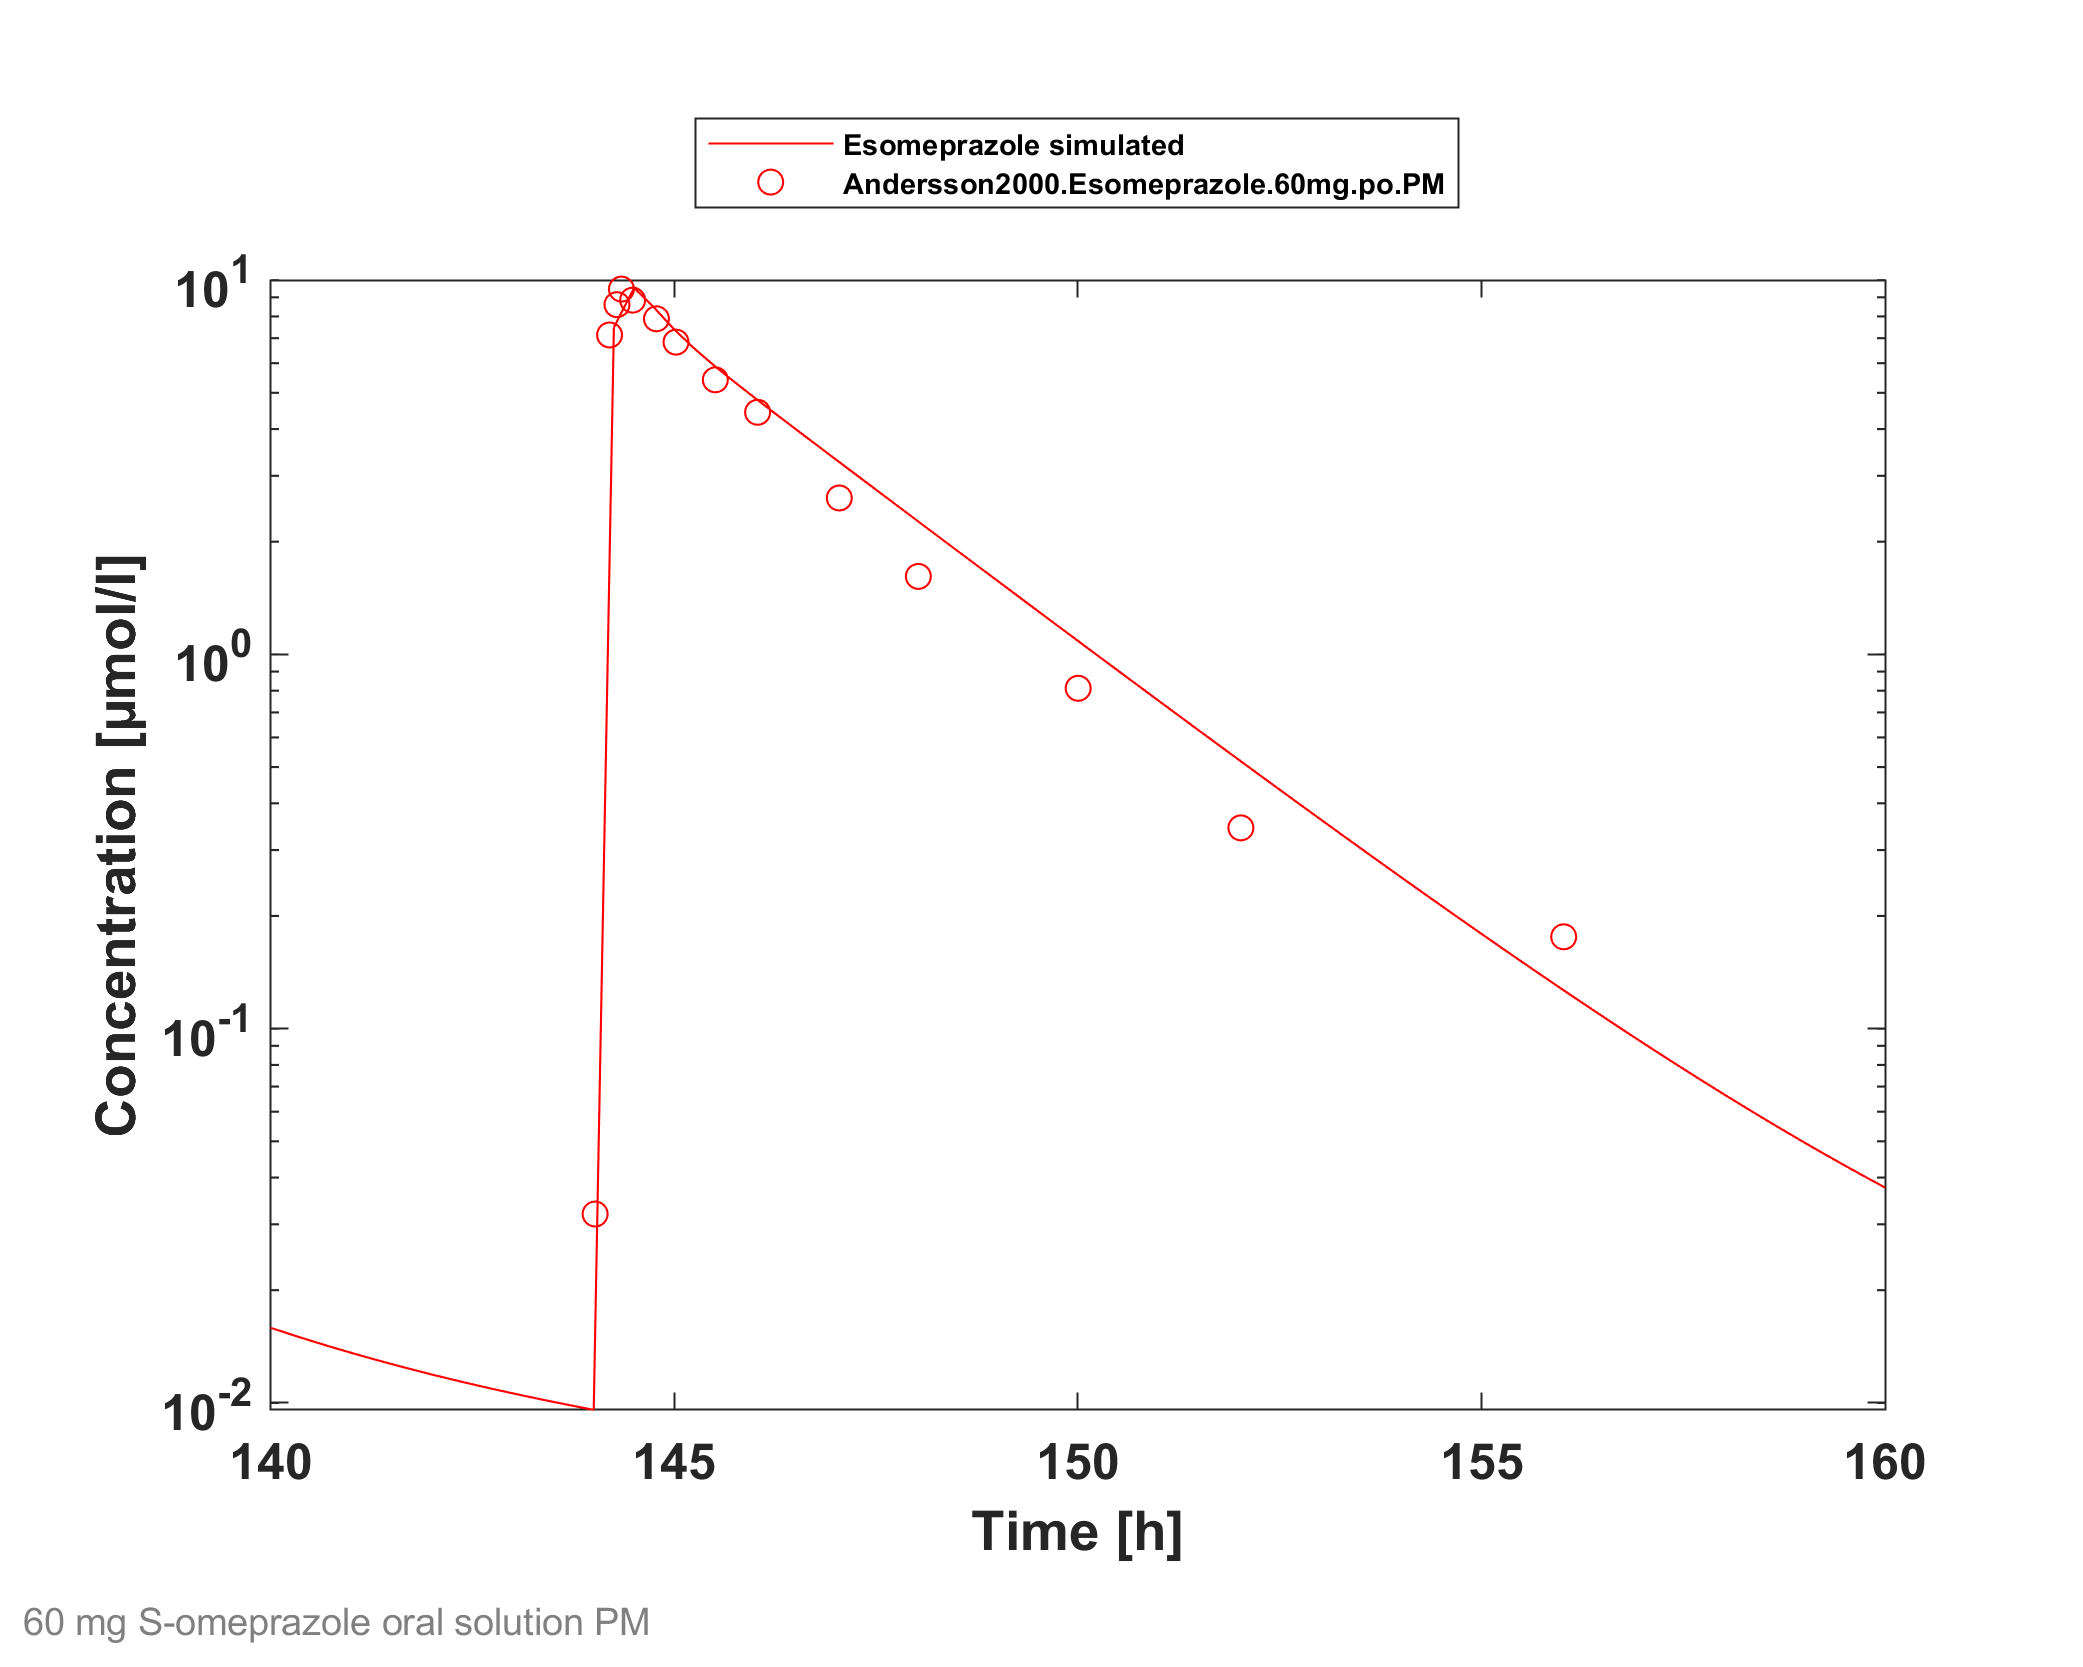 Esomeprazole simulated
Andersson2000.Esomeprazole.60mg.po.PM
10^1
10^0
10^-1
10^-2
Concentration [µmol/l]
140 145 150 155 160
Time [h]
60 mg S-omeprazole oral solution PM